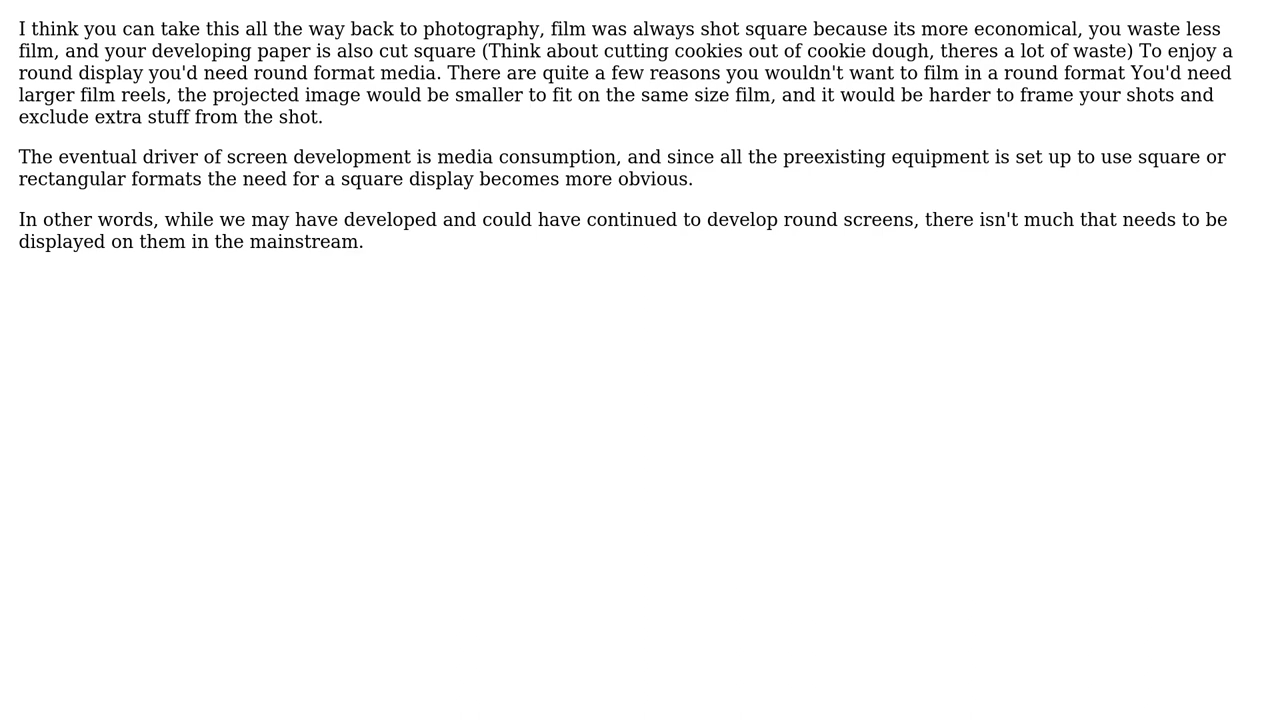 I think you can take this all the way back to photography, film was always shot square because its more economical, you waste less
film, and your developing paper is also cut square (Think about cutting cookies out of cookie dough, theres a lot of waste) To enjoy a
round display you'd need round format media. There are quite a few reasons you wouldn't want to film in a round format You'd need
larger film reels, the projected image would be smaller to fit on the same size film, and it would be harder to frame your shots and
exclude extra stuff from the shot.
The eventual driver of screen development is media consumption, and since all the preexisting equipment is set up to use square or
rectangular formats the need for a square display becomes more obvious.
In other words, while we may have developed and could have continued to develop round screens, there isn't much that needs to be
displayed on them in the mainstream.